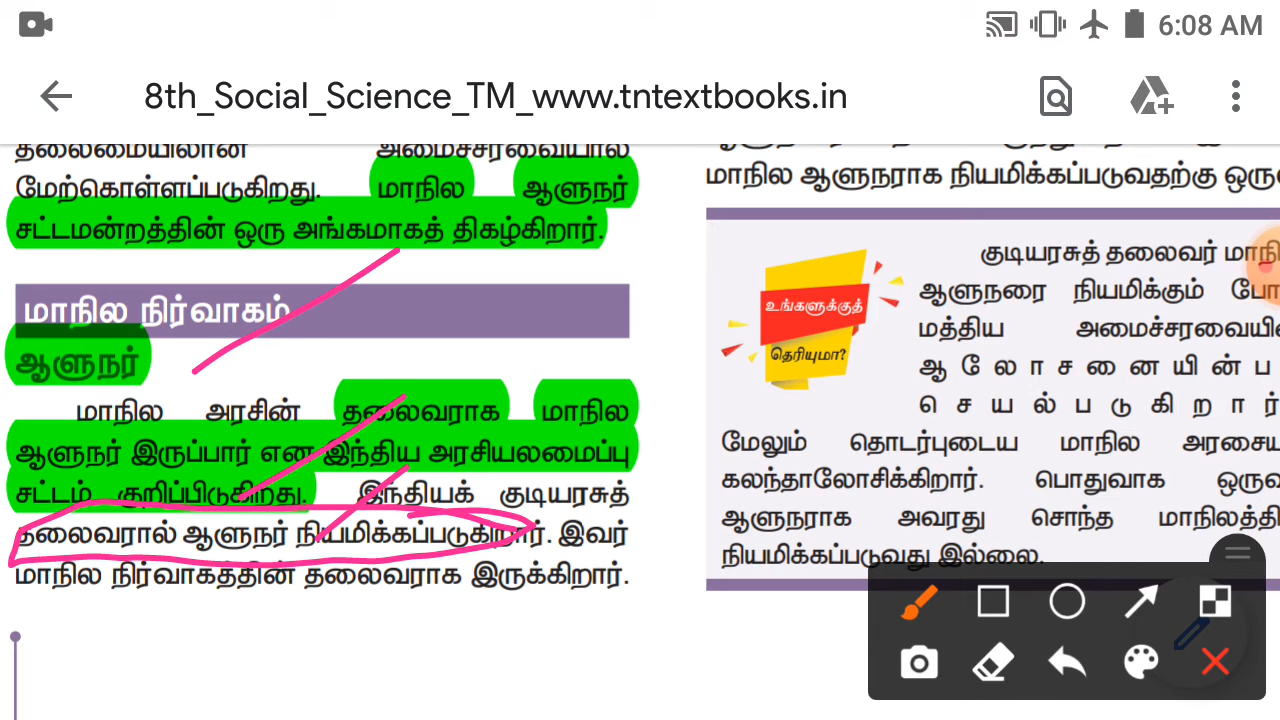 6:08 AM
8th_Social_Science_TM_www.tntextbooks.in
தலைமையிலான அமைச்சரவையால்
மேற்கொள்ளப்படுகிறது. மாநில ஆளுநர்
சட்டமன்றத்தின் ஒரு அங்கமாகத் திகழ்கிறார்.
மாநில நிர்வாகம்
ஆளுநர்
மாநில அரசின் தலைவராக மாநில
ஆளுநர் இருப்பார் என இந்திய அரசியலமைப்பு
சட்டம் குறிப்பிடுகிறது. இந்தியக் குடியரசுத்
தலைவரால் ஆளுநர் நியமிக்கப்படுகிறார். இவர்
மாநில நிர்வாகத்தின் தலைவராக இருக்கிறார்.
மாநில ஆளுநராக நியமிக்கப்படுவதற்கு
உங்களுக்குத்
தெரியுமா?
குடியரசுத் தலைவர்
ஆளுநரை நியமிக்கும்
மத்திய
மேலும் தொடர்புடைய மாநில
கலந்தாலோசிக்கிறார். பொதுவாக
ஆளுநராக அவரது சொந்த
நியமிக்கப்படுவது இல்லை.